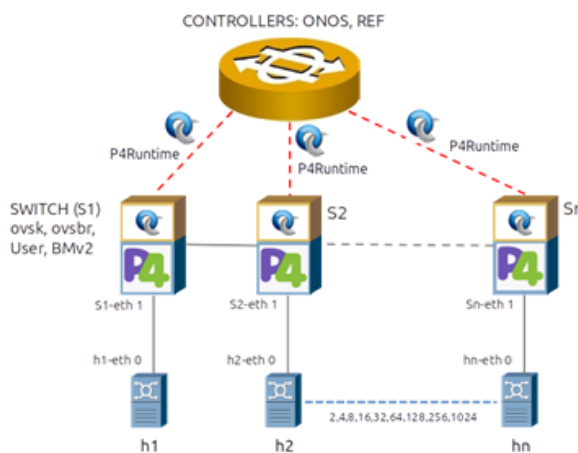 CONTROLLERS: ONOS, REF
P4Runtime
P4Runtime
P4Runtime
SWITCH (S1)
ovsk, ovsbr,
User, BMv2
S2
Sn
P4
P4
P4
S1-eth 1
S2-eth 1
Sn-eth 1
h1-eth 0
h2-eth 0
hn-eth 0
2,4,8,16,32,64,128,256,1024
h1
h2
hn